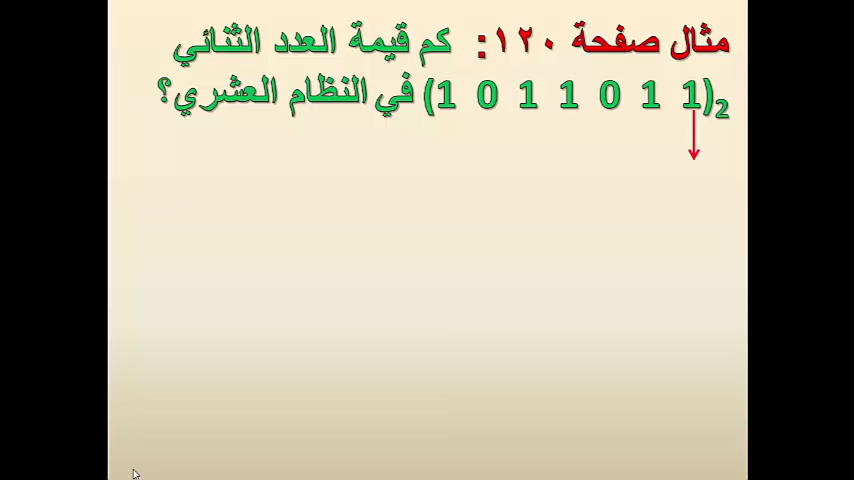 مثال صفحة ١٢٠: كم قيمة العدد الثنائي
(1 0 1 1 0 1 1)2 في النظام العشري؟